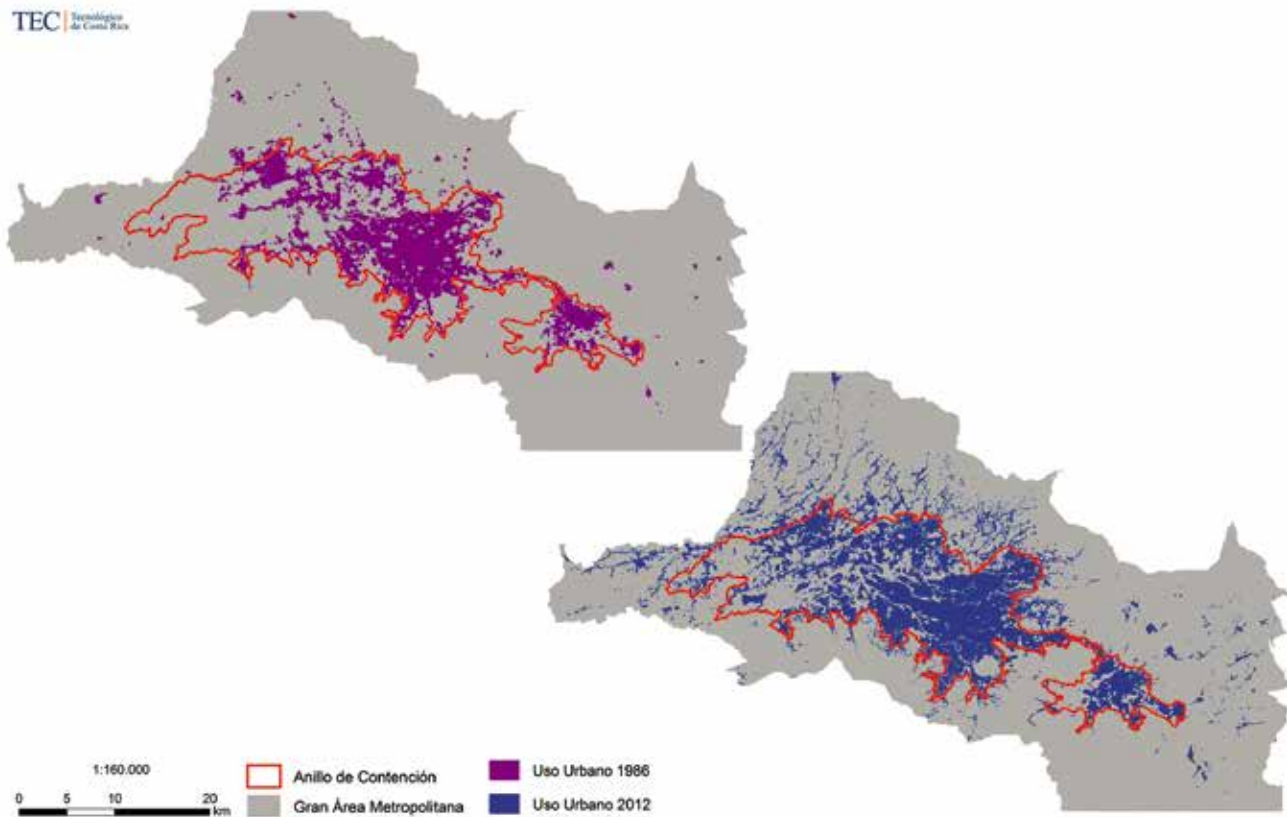 TEC | Tecnológico
de Costa Rica
1:160.000
0 5 10 20
km
Anillo de Contención
Gran Área Metropolitana
Uso Urbano 1986
Uso Urbano 2012